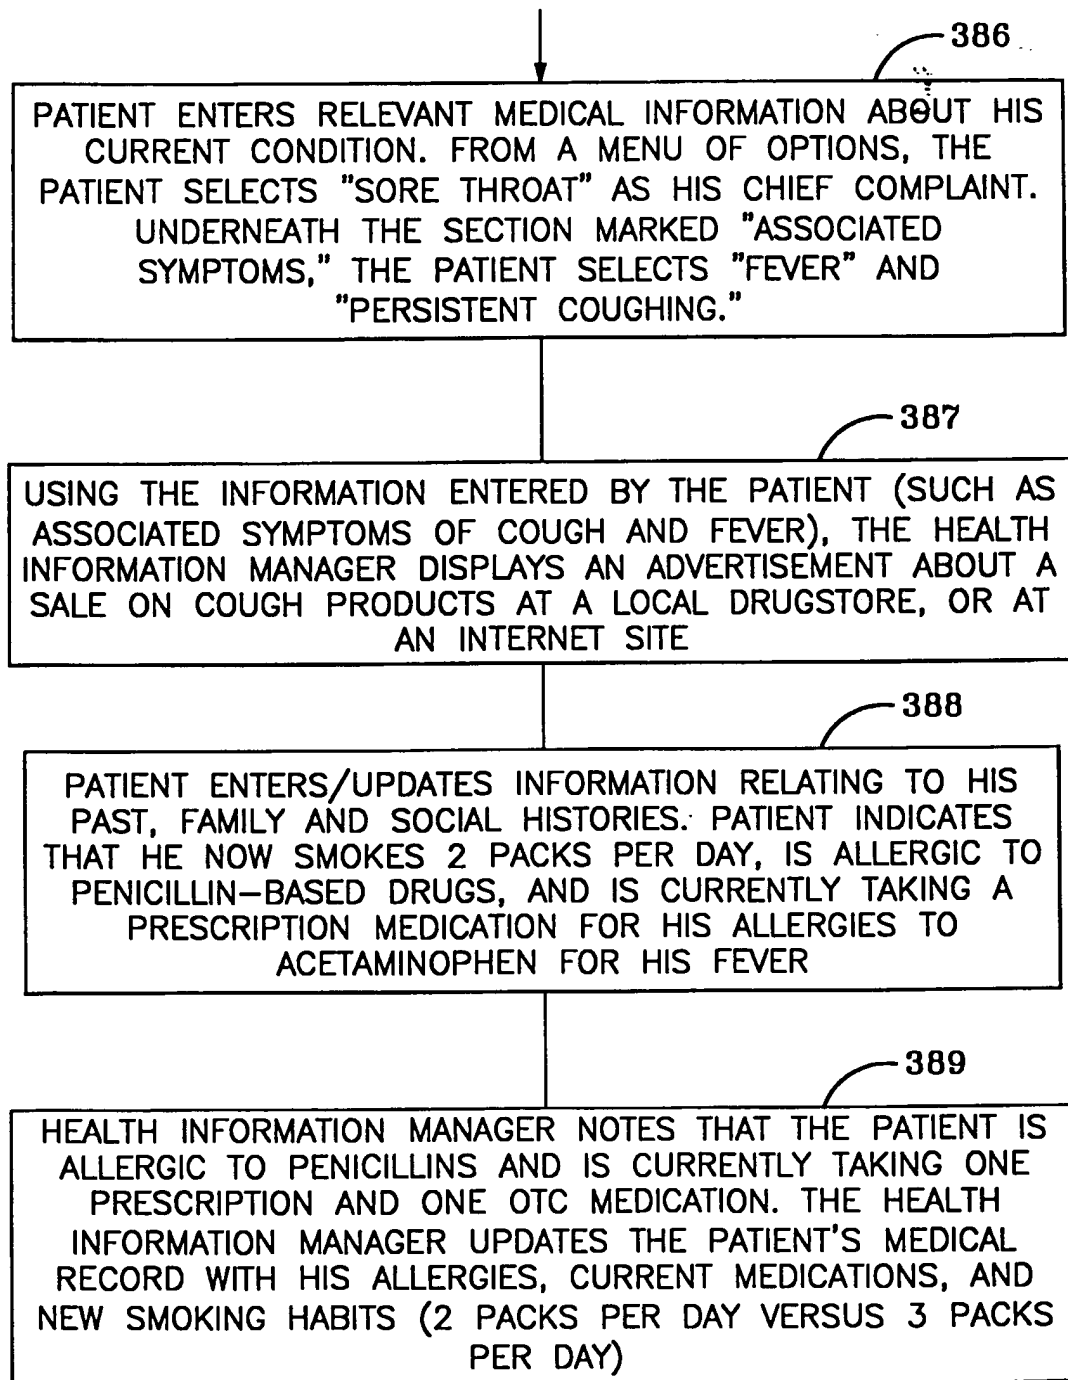 386
PATIENT ENTERS RELEVANT MEDICAL INFORMATION ABOUT HIS
CURRENT CONDITION. FROM A MENU OF OPTIONS, THE
PATIENT SELECTS "SORE THROAT" AS HIS CHIEF COMPLAINT.
UNDERNEATH THE SECTION MARKED "ASSOCIATED
SYMPTOMS," THE PATIENT SELECTS "FEVER" AND
"PERSISTENT COUGHING."
387
USING THE INFORMATION ENTERED BY THE PATIENT (SUCH AS
ASSOCIATED SYMPTOMS OF COUGH AND FEVER), THE HEALTH
INFORMATION MANAGER DISPLAYS AN ADVERTISEMENT ABOUT A
SALE ON COUGH PRODUCTS AT A LOCAL DRUGSTORE, OR AT
AN INTERNET SITE
388
PATIENT ENTERS/UPDATES INFORMATION RELATING TO HIS
PAST, FAMILY AND SOCIAL HISTORIES. PATIENT INDICATES
THAT HE NOW SMOKES 2 PACKS PER DAY, IS ALLERGIC TO
PENICILLIN-BASED DRUGS, AND IS CURRENTLY TAKING A
PRESCRIPTION MEDICATION FOR HIS ALLERGIES TO
ACETAMINOPHEN FOR HIS FEVER
389
HEALTH INFORMATION MANAGER NOTES THAT THE PATIENT IS
ALLERGIC TO PENICILLINS AND IS CURRENTLY TAKING ONE
PRESCRIPTION AND ONE OTC MEDICATION. THE HEALTH
INFORMATION MANAGER UPDATES THE PATIENT'S MEDICAL
RECORD WITH HIS ALLERGIES, CURRENT MEDICATIONS, AND
NEW SMOKING HABITS (2 PACKS PER DAY VERSUS 3 PACKS
PER DAY)